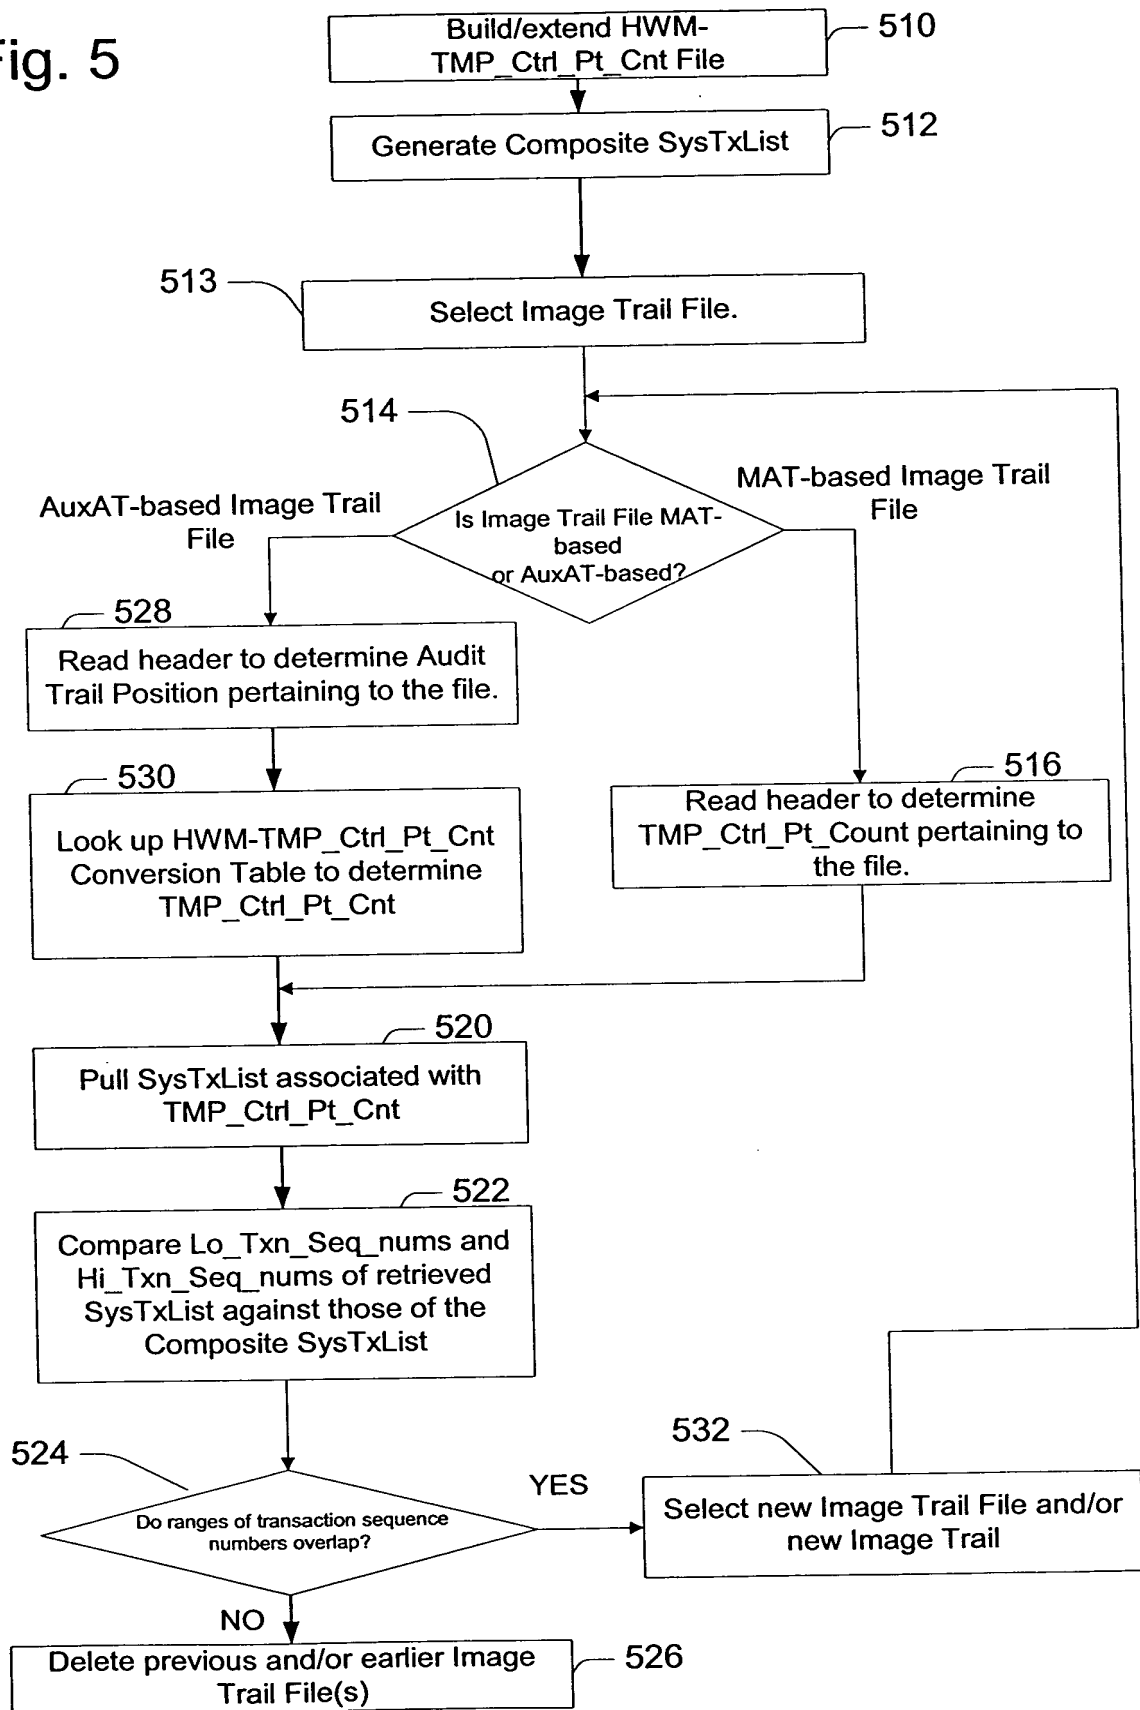 Fig. 5
Build/extend HWM-
TMP_Ctrl_Pt_Cnt File
510
Generate Composite SysTxList
512
513
Select Image Trail File.
514
AuxAT-based Image Trail
File
MAT-based Image Trail
File
Is Image Trail File MAT-
based
or AuxAT-based?
528
Read header to determine Audit
Trail Position pertaining to the file.
530
Look up HWM-TMP_Ctrl_Pt_Cnt
Conversion Table to determine
TMP_Ctrl_Pt_Cnt
516
Read header to determine
TMP_Ctrl_Pt_Count pertaining to
the file.
520
Pull SysTxList associated with
TMP_Ctrl_Pt_Cnt
522
Compare Lo_Txn_Seq_nums and
Hi_Txn_Seq_nums of retrieved
SysTxList against those of the
Composite SysTxList
524
Do ranges of transaction sequence
numbers overlap?
YES
532
Select new Image Trail File and/or
new Image Trail
NO
Delete previous and/or earlier Image
Trail File(s)
526